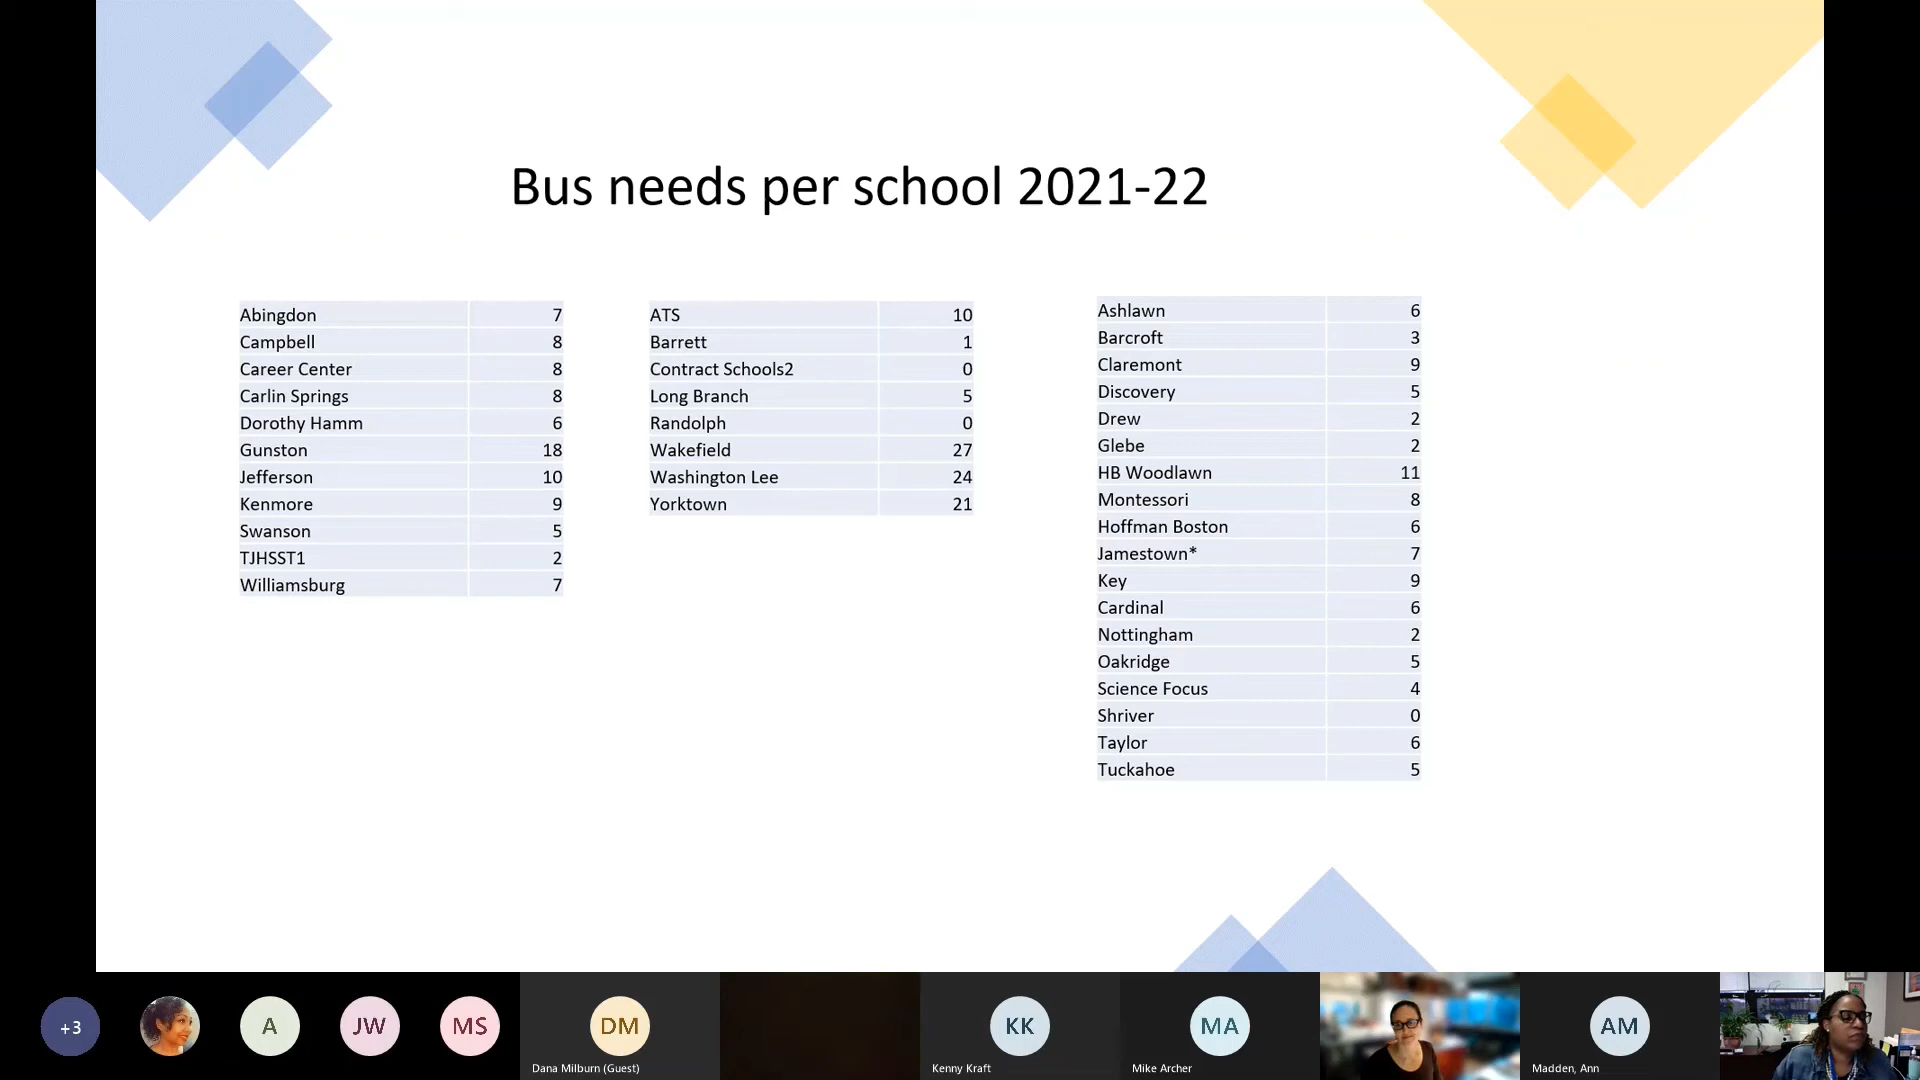 Bus needs per school 2021-22
Abingdon 7
Campbell 8
Career Center 8
Carlin Springs 8
Dorothy Hamm 6
Gunston 18
Jefferson 10
Kenmore 9
Swanson 5
TJHSST1 2
Williamsburg 7
ATS 10
Barrett 1
Contract Schools2 0
Long Branch 5
Randolph 0
Wakefield 27
Washington Lee 24
Yorktown 21
Ashlawn 6
Barcroft 3
Claremont 9
Discovery 5
Drew 2
Glebe 2
HB Woodlawn 11
Montessori 8
Hoffman Boston 6
Jamestown* 7
Key 9
Cardinal 6
Nottingham 2
Oakridge 5
Science Focus 4
Shriver 0
Taylor 6
Tuckahoe 5
+3
A
JW
MS
DM
Dana Milburn (Guest)
KK
Kenny Kraft
MA
Mike Archer
AM
Madden, Ann